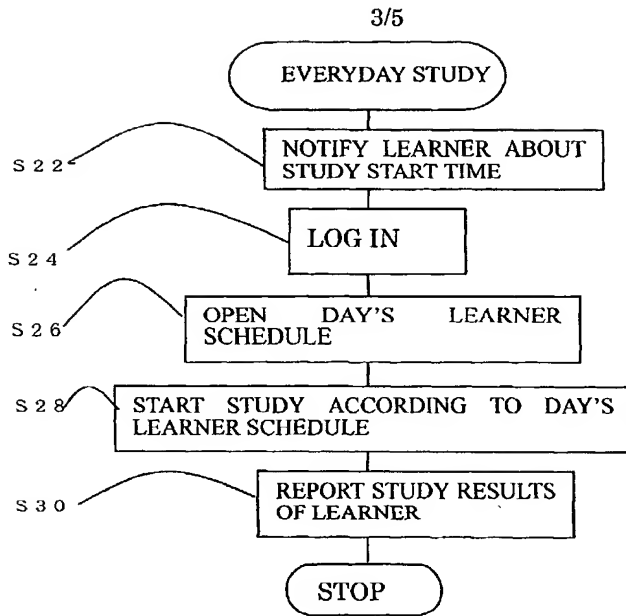 3/5
EVERYDAY STUDY
S22
NOTIFY LEARNER ABOUT
STUDY START TIME
S24
LOG IN
S26
OPEN DAY'S LEARNER
SCHEDULE
S28
START STUDY ACCORDING TO DAY'S
LEARNER SCHEDULE
S30
REPORT STUDY RESULTS
OF LEARNER
STOP